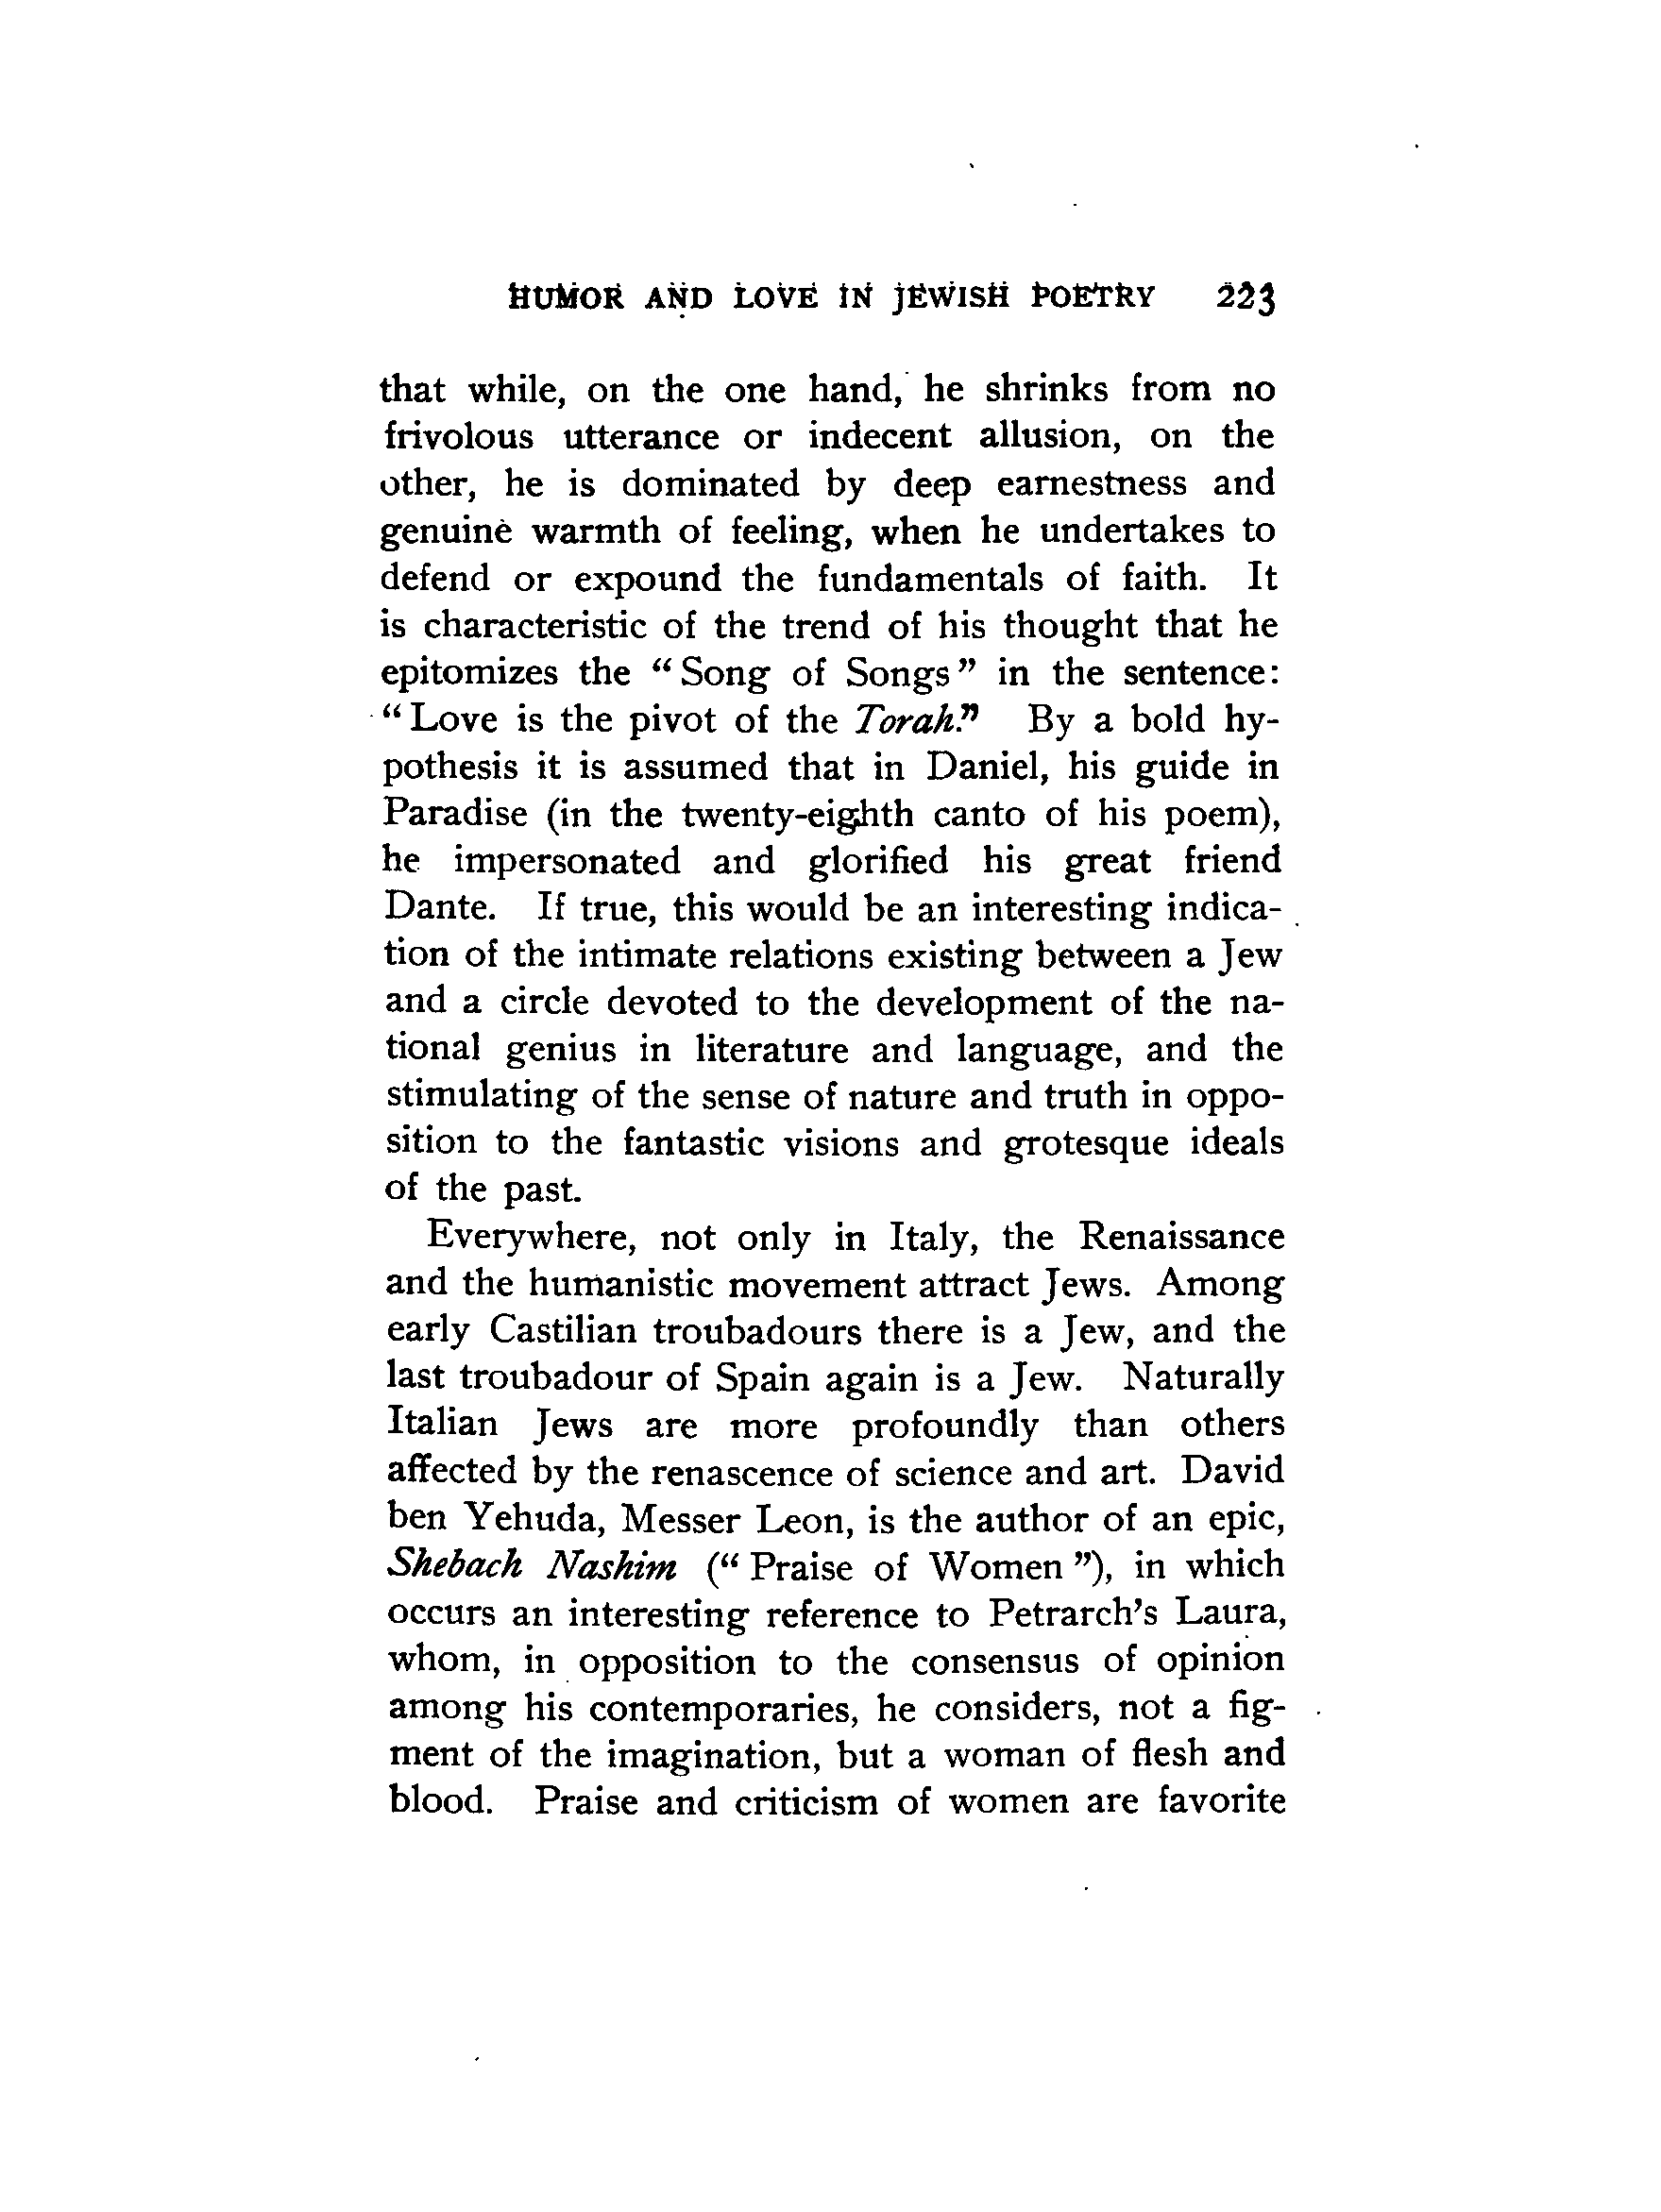 HUMOR AND LOVE IN JEWISH POETRY 223
that while, on the one hand, he shrinks from no
frivolous utterance or indecent allusion, on the
other, he is dominated by deep earnestness and
genuine warmth of feeling, when he undertakes to
defend or expound the fundamentals of faith. It
is characteristic of the trend of his thought that he
epitomizes the “Song of Songs” in the sentence:
“Love is the pivot of the Torah.” By a bold hy-
pothesis it is assumed that in Daniel, his guide in
Paradise (in the twenty-eighth canto of his poem),
he impersonated and glorified his great friend
Dante. If true, this would be an interesting indica-
tion of the intimate relations existing between a Jew
and a circle devoted to the development of the na-
tional genius in literature and language, and the
stimulating of the sense of nature and truth in oppo-
sition to the fantastic visions and grotesque ideals
of the past.
Everywhere, not only in Italy, the Renaissance
and the humanistic movement attract Jews. Among
early Castilian troubadours there is a Jew, and the
last troubadour of Spain again is a Jew. Naturally
Italian Jews are more profoundly than others
affected by the renascence of science and art. David
ben Yehuda, Messer Leon, is the author of an epic,
Shebach Nashim (“Praise of Women”), in which
occurs an interesting reference to Petrarch’s Laura,
whom, in opposition to the consensus of opinion
among his contemporaries, he considers, not a fig-
ment of the imagination, but a woman of flesh and
blood. Praise and criticism of women are favorite